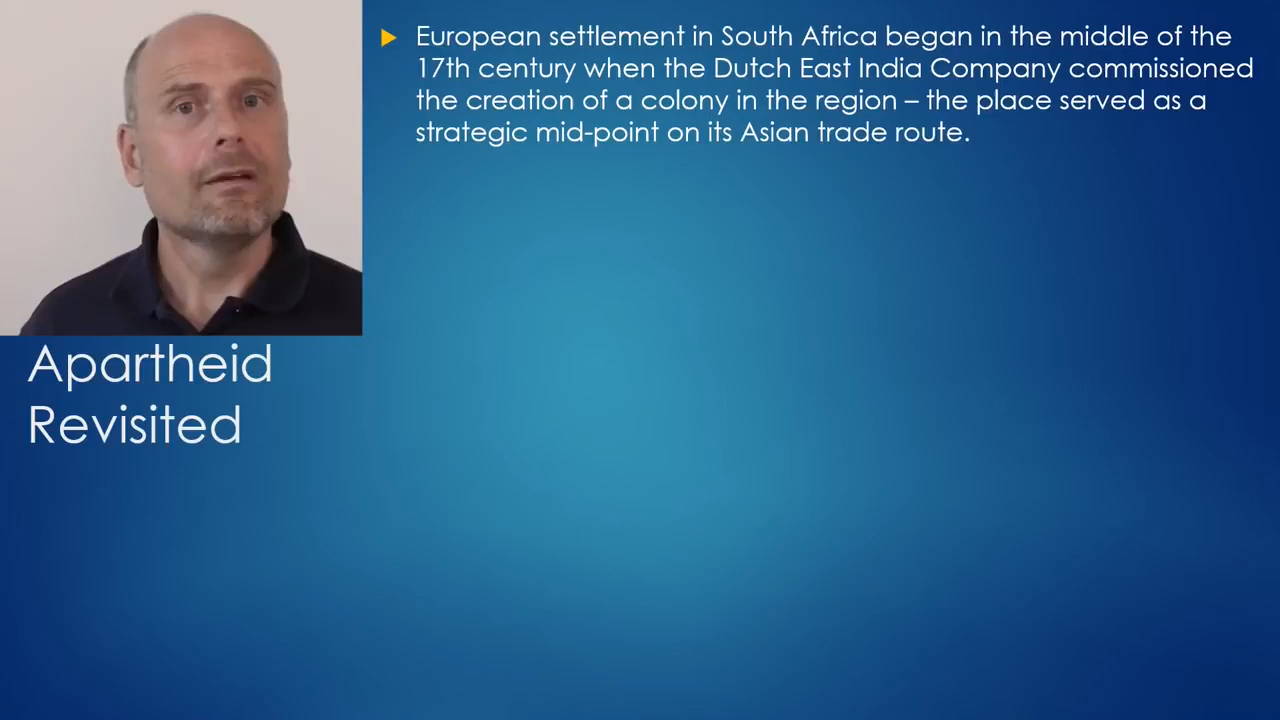 European settlement in South Africa began in the middle of the
17th century when the Dutch East India Company commissioned
the creation of a colony in the region – the place served as a
strategic mid-point on its Asian trade route.
Apartheid
Revisited